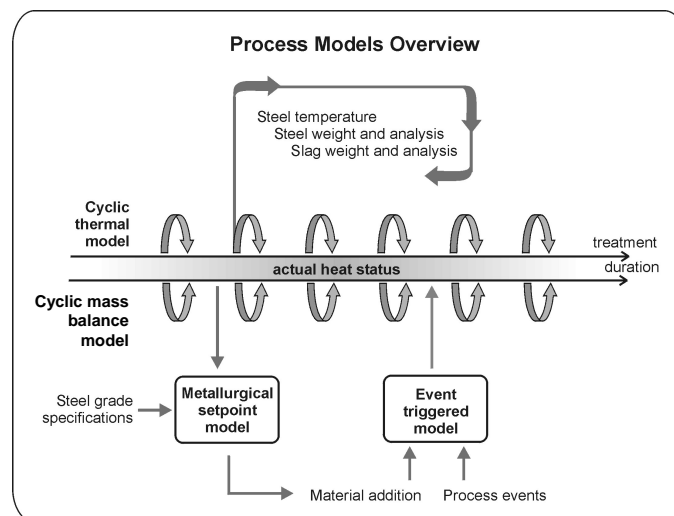 Process Models Overview
Steel temperature
Steel weight and analysis
Slag weight and analysis
Cyclic
thermal
model
treatment
actual heat status
duration
Cyclic mass
balance
model
Steel grade
specifications
Metallurgical
setpoint
model
Event
triggered
model
Material addition
Process events